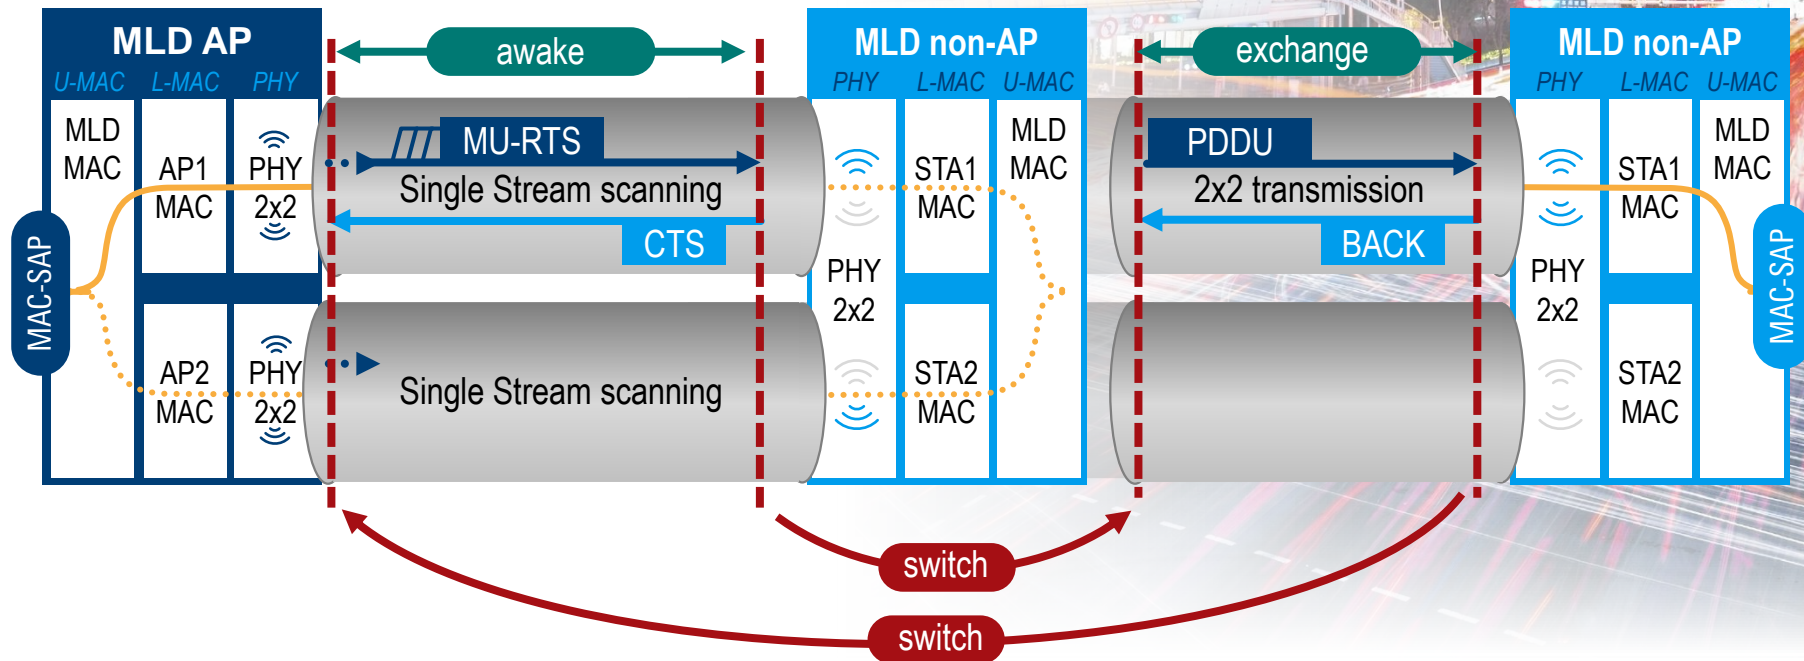 MLD AP
awake
MLD non-AP
exchange
MLD non-AP
U-MAC L-MAC PHY
PHY L-MAC U-MAC
PHY L-MAC U-MAC
MLD
MAC
AP1
MAC
PHY
2x2
MU-RTS
Single Stream scanning
CTS
STA1
MAC
MLD
MAC
PDDU
2x2 transmission
BACK
STA1
MAC
MLD
MAC
MAC-SAP
PHY
2x2
PHY
2x2
MAC-SAP
AP2
MAC
PHY
2x2
Single Stream scanning
STA2
MAC
STA2
MAC
switch
switch